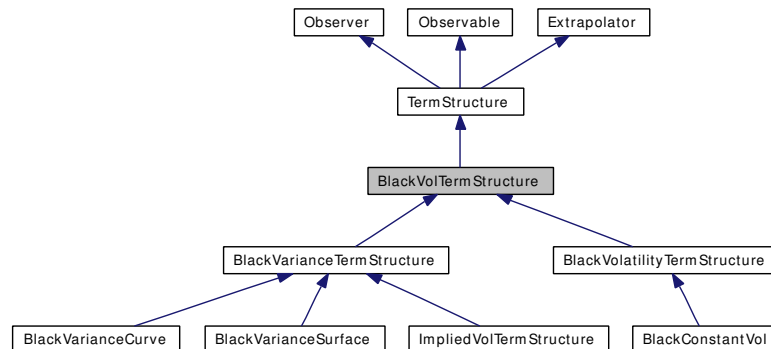 Observer
Observable
Extrapolator
TermStructure
BlackVolTermStructure
BlackVarianceTermStructure
BlackVolatilityTermStructure
BlackVarianceCurve
BlackVarianceSurface
ImpliedVolTermStructure
BlackConstantVol